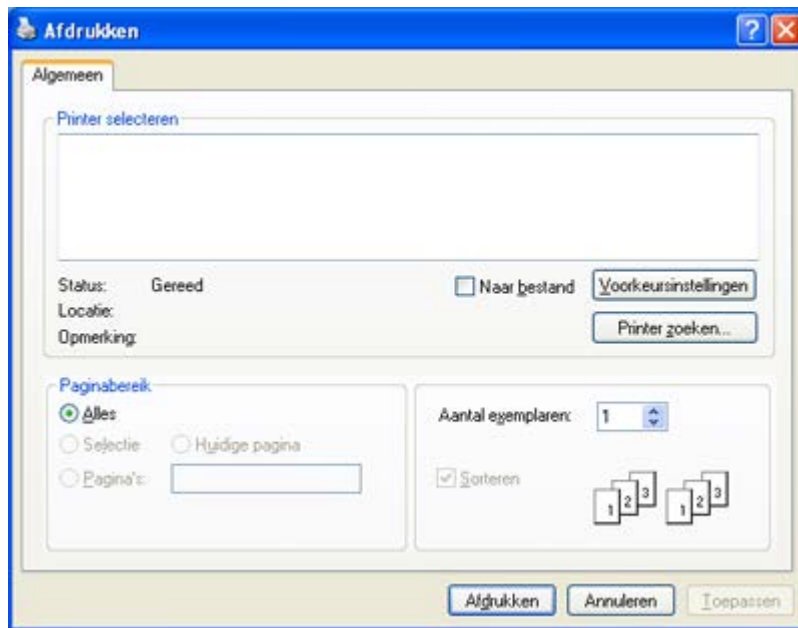 Afdrukken
Algemeen
Printer selecteren
Status: Gereed
Naar bestand
Voorkeursinstellingen
Locatie:
Printer zoeken...
Opmerking:
Paginabereik
Alles
Selectie
Huidige pagina
Pagina's:
Aantal exemplaren:
1
Sorteren
1 2 3 1 2 3
Afdrukken
Annuleren
Toepassen